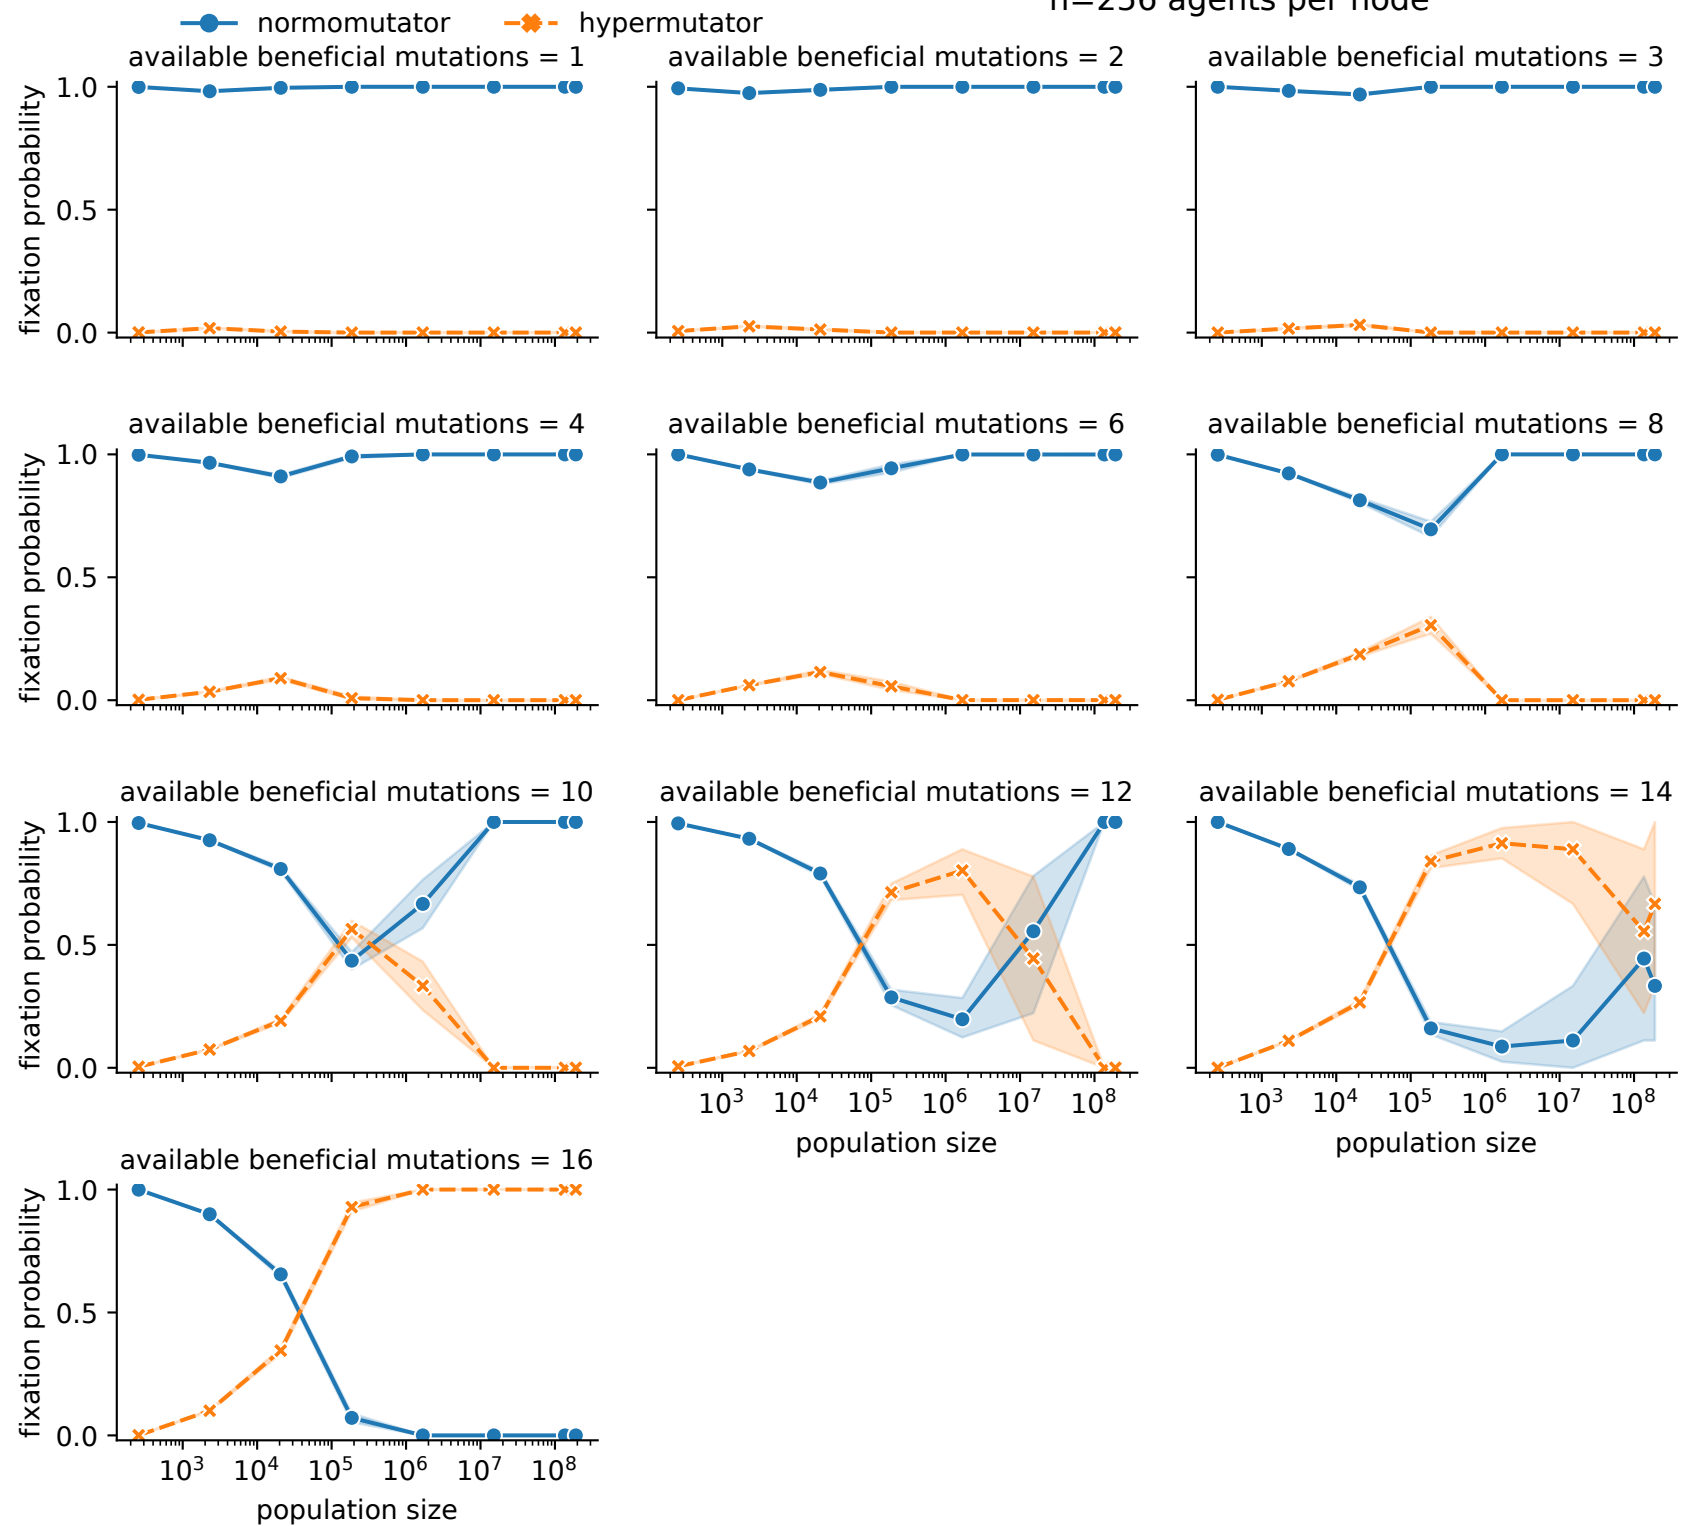 n=256 agents per node
normomutator hypermutator
available beneficial mutations = 1
available beneficial mutations = 2
available beneficial mutations = 3
fixation probability
1.0
0.5
0.0
available beneficial mutations = 4
available beneficial mutations = 6
available beneficial mutations = 8
fixation probability
1.0
0.5
0.0
available beneficial mutations = 10
available beneficial mutations = 12
available beneficial mutations = 14
fixation probability
1.0
0.5
0.0
10³ 10⁴ 10⁵ 10⁶ 10⁷ 10⁸
population size
10³ 10⁴ 10⁵ 10⁶ 10⁷ 10⁸
population size
available beneficial mutations = 16
fixation probability
1.0
0.5
0.0
10³ 10⁴ 10⁵ 10⁶ 10⁷ 10⁸
population size